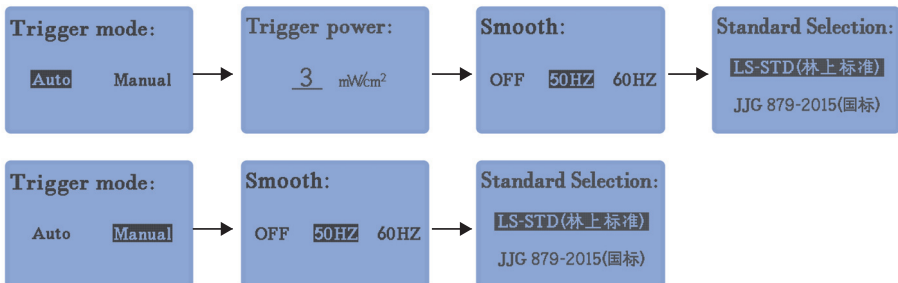 Trigger mode:
Auto Manual
Trigger power:
3 mW/cm²
Smooth:
OFF 50HZ 60HZ
Standard Selection:
LS-STD(林上标准)
JJG 879-2015(国标)
Trigger mode:
Auto Manual
Smooth:
OFF 50HZ 60HZ
Standard Selection:
LS-STD(林上标准)
JJG 879-2015(国标)